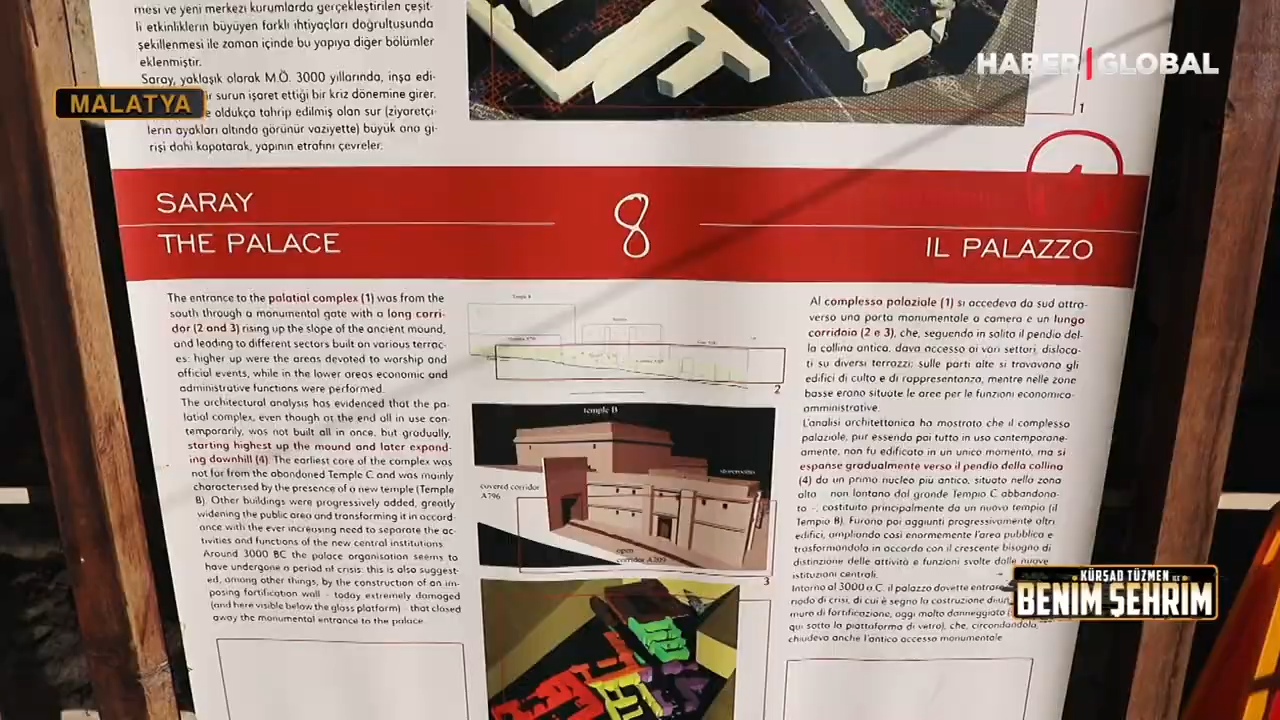 mesi ve yeni merkezi kurumlarda gerçekleştirilen çeşit-
li etkinliklerin büyüyen farklı ihtiyaçları doğrultusunda
şekillenmesi ile zaman içinde bu yapıya diğer bölümler
eklenmiştir.
Saray, yaklaşık olarak M.Ö. 3000 yıllarında, inşa edi-
surun işaret ettiği bir kriz dönemine girer.
oldukça tahrip edilmiş olan sur (ziyaretçi-
lerin ayakları altında görünür vaziyette) büyük ana gi-
rişi dahi kapatarak, yapının etrafını çevreler.
MALATYA
HABER GLOBAL
1
SARAY
THE PALACE
8
IL PALAZZO
The entrance to the palatial complex (1) was from the
south through a monumental gate with a long corri-
dor (2 and 3) rising up the slope of the ancient mound,
and leading to different sectors built on various terrac-
es: higher up were the areas devoted to worship and
official events, while in the lower areas economic and
administrative functions were performed.
The architectural analysis has evidenced that the pa-
latial complex, even though at the end all in use con-
temporarily, was not built all in once, but gradually,
starting highest up the mound and later expand-
ing downhill (4). The earliest core of the complex was
not far from the abandoned Temple C and was mainly
characterised by the presence of a new temple (Temple
B). Other buildings were progressively added, greatly
widening the public area and transforming it in accord-
ance with the ever increasing need to separate the ac-
tivities and functions of the new central institutions.
Around 3000 BC the palace organisation seems to
have undergone a period of crisis: this is also suggest-
ed, among other things, by the construction of an im-
posing fortification wall - today extremely damaged
(and here visible below the glass platform) - that closed
away the monumental entrance to the palace.
2
temple B
storerooms
covered corridor
A796
open
corridor A209
3
Al complesso palaziale (1) si accedeva da sud attra-
verso una porta monumentale a camera e un lungo
corridoio (2 e 3), che, seguendo in salita il pendio del-
la collina antica, dava accesso ai vari settori, disloca-
ti su diversi terrazzi: sulle parti alte si trovavano gli
edifici di culto e di rappresentanza, mentre nelle zone
basse erano situate le aree per le funzioni economico-
amministrative.
L'analisi architettonica ha mostrato che il complesso
palaziale, pur essendo poi tutto in uso contemporane-
amente, non fu edificato in un unico momento, ma si
espanse gradualmente verso il pendio della collina
(4) da un primo nucleo più antico, situato nella zona
alta - non lontano dal grande Tempio C abbandona-
to -, costituito principalmente da un nuovo tempio (il
Tempio B). Furono poi aggiunti progressivamente altri
edifici, ampliando così enormemente l'area pubblica e
trasformandola in accordo con il crescente bisogno di
distinzione delle attività e funzioni svolte dalle nuove
istituzioni centrali.
Intorno al 3000 a.C. il palazzo dovette
riodo di crisi, di cui è segno la costruzione di un
muro di fortificazione, oggi molto danneggiato
qui sotto la piattaforma di vetro), che, circondandola,
chiudeva anche l'antico accesso monumentale
KÜRŞAD TÜZMEN İLE
BENİM ŞEHRİM